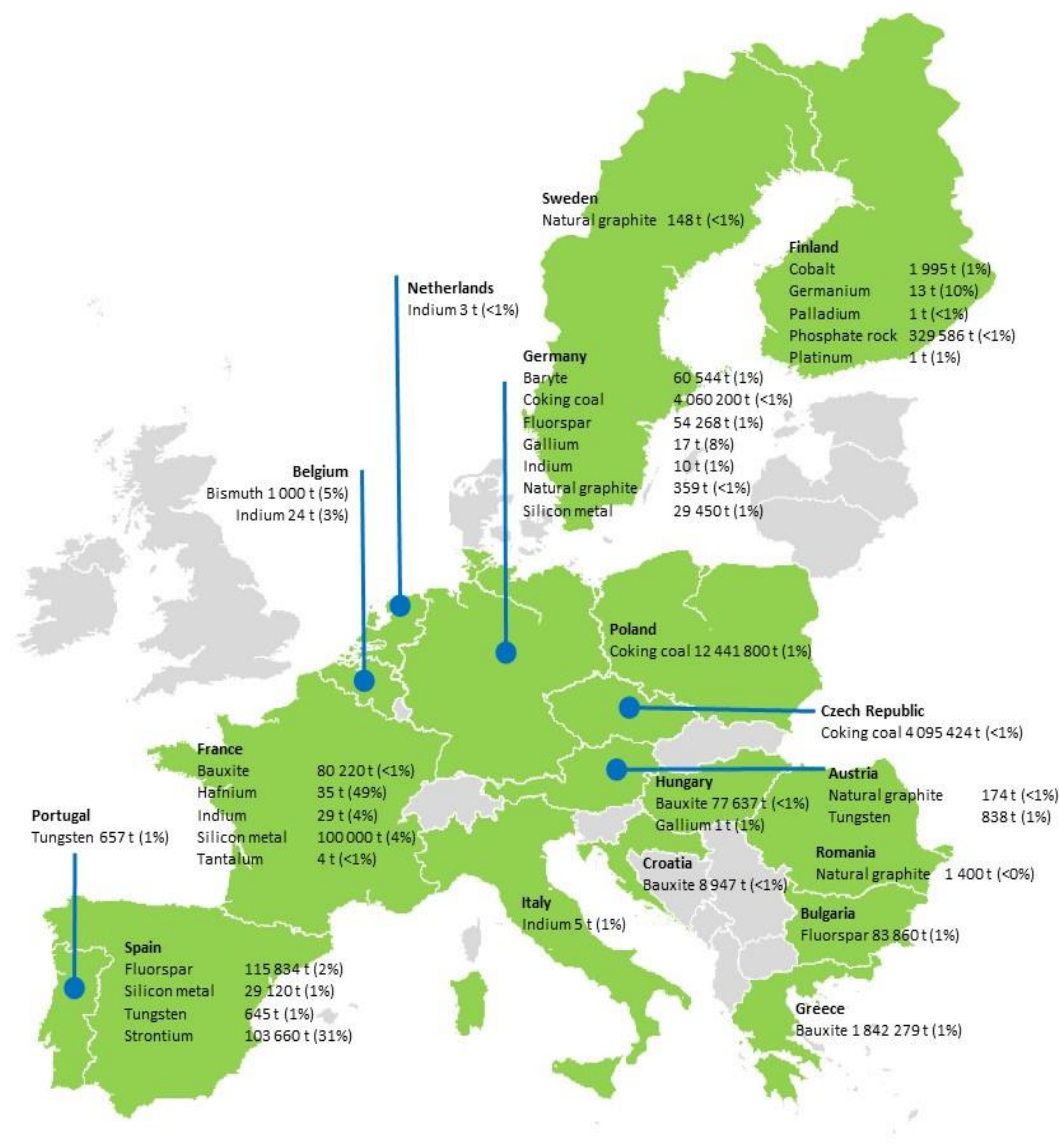 Sweden
Natural graphite 148 t (<1%)
Finland
Cobalt 1 995 t (1%)
Germanium 13 t (10%)
Palladium 1 t (<1%)
Phosphate rock 329 586 t (<1%)
Platinum 1 t (1%)
Netherlands
Indium 3 t (<1%)
Germany
Baryte 60 544 t (1%)
Coking coal 4 060 200 t (<1%)
Fluorspar 54 268 t (1%)
Gallium 17 t (8%)
Indium 10 t (1%)
Natural graphite 359 t (<1%)
Silicon metal 29 450 t (1%)
Belgium
Bismuth 1 000 t (5%)
Indium 24 t (3%)
Poland
Coking coal 12 441 800 t (1%)
Czech Republic
Coking coal 4 095 424 t (<1%)
France
Bauxite 80 220 t (<1%)
Hafnium 35 t (49%)
Indium 29 t (4%)
Silicon metal 100 000 t (4%)
Tantalum 4 t (<1%)
Hungary
Bauxite 77 637 t (<1%)
Gallium 1 t (1%)
Austria
Natural graphite 174 t (<1%)
Tungsten 838 t (1%)
Portugal
Tungsten 657 t (1%)
Croatia
Bauxite 8 947 t (<1%)
Romania
Natural graphite 1 400 t (<0%)
Italy
Indium 5 t (1%)
Bulgaria
Fluorspar 83 860 t (1%)
Spain
Fluorspar 115 834 t (2%)
Silicon metal 29 120 t (1%)
Tungsten 645 t (1%)
Strontium 103 660 t (31%)
Greece
Bauxite 1 842 279 t (1%)